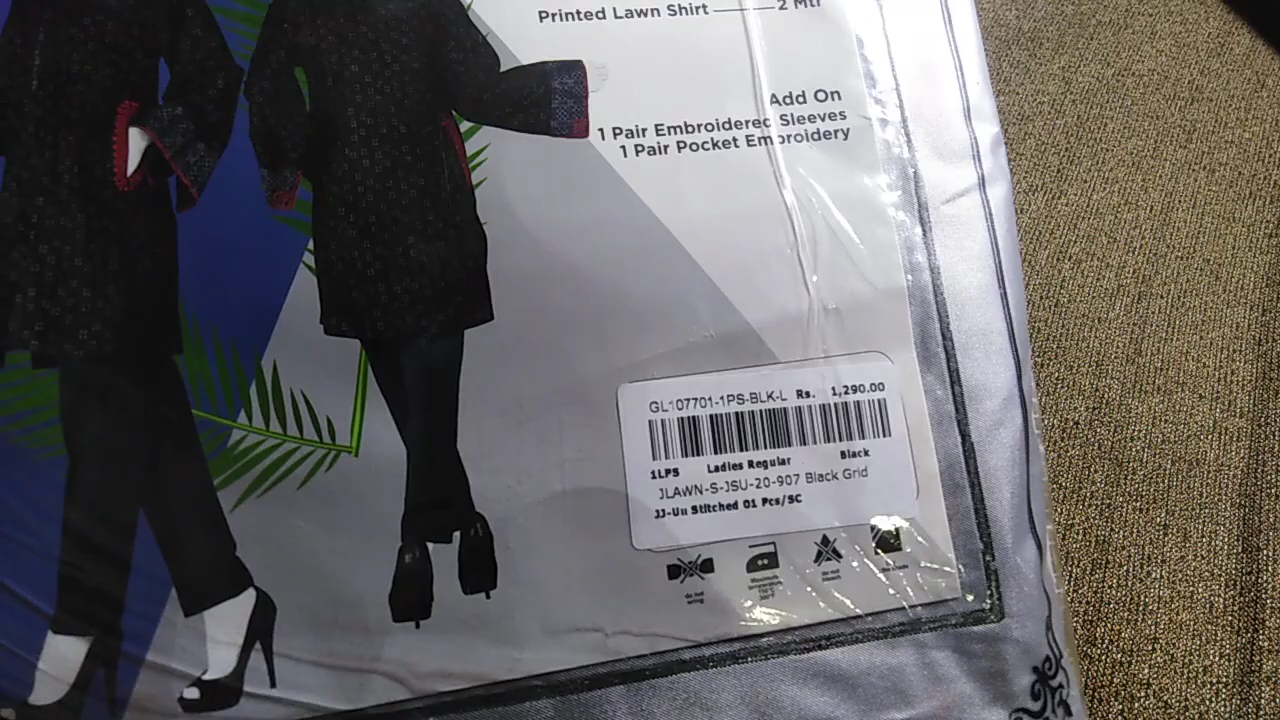 Printed Lawn Shirt 2 Mtr
Add On
1 Pair Embroidered Sleeves
1 Pair Pocket Embroidery
GL107701-1PS-BLK-L Rs. 1,290.00
1LPS Ladies Regular Black
JLAWN-S-JSU-20-907 Black Grid
JJ-Un Stitched 01 Pcs/SC
do not
wring
Maximum
temperature
do not
bleach